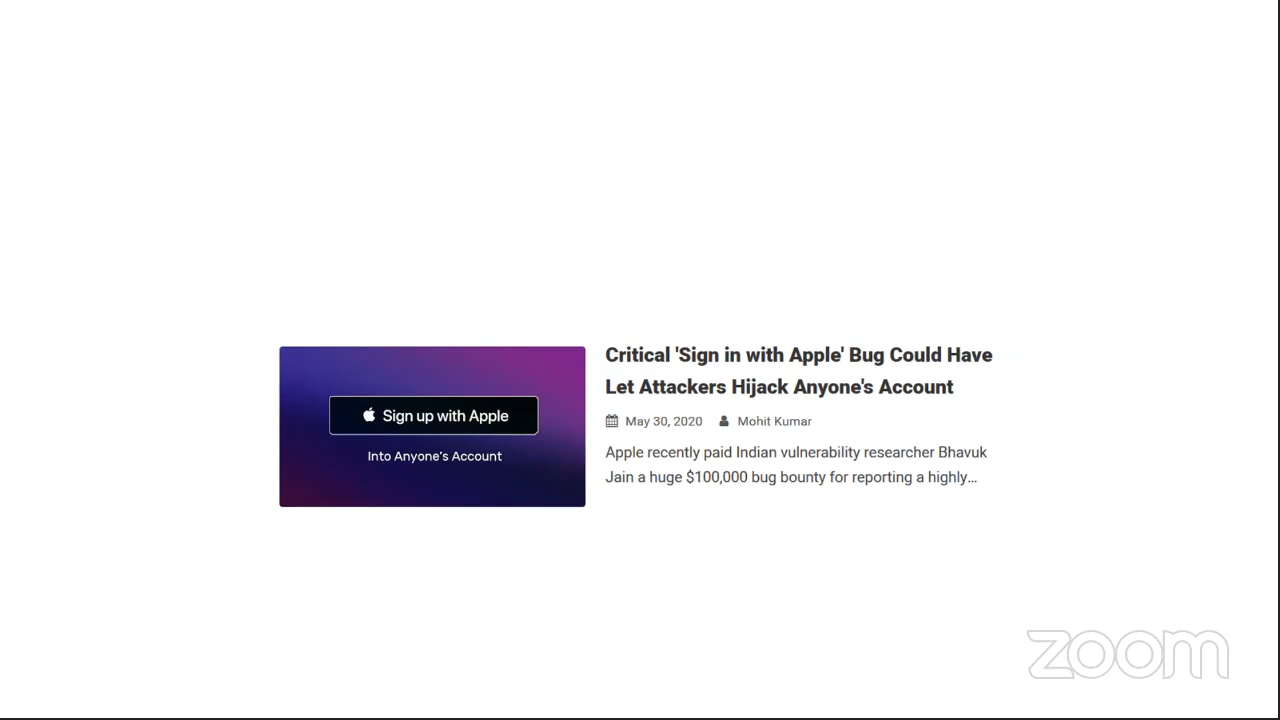 Critical 'Sign in with Apple' Bug Could Have
Let Attackers Hijack Anyone's Account
May 30, 2020 Mohit Kumar
Apple recently paid Indian vulnerability researcher Bhavuk
Jain a huge $100,000 bug bounty for reporting a highly...
Sign up with Apple
Into Anyone's Account
zoom